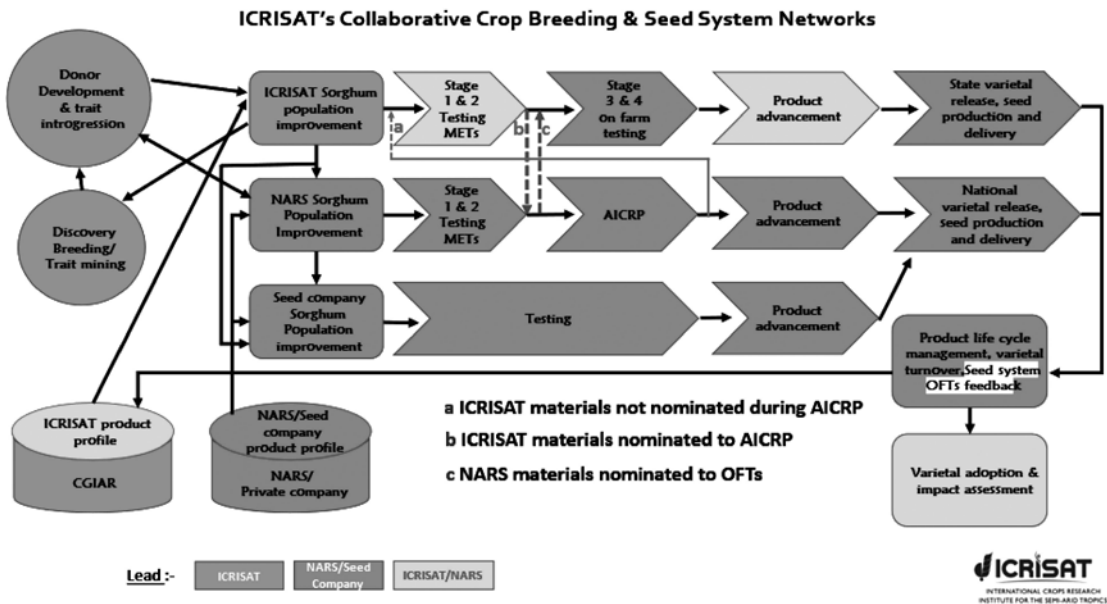 ICRISAT's Collaborative Crop Breeding & Seed System Networks
Donor
Development
& trait
introgression
ICRISAT Sorghum
population
improvement
Stage
1 & 2
Testing
METs
Stage
3 & 4
on farm
testing
Product
advancement
State varietal
release, seed
production and
delivery
a
b
c
Discovery
Breeding/
Trait mining
NARS Sorghum
Population
Improvement
Stage
1 & 2
Testing
METs
AICRP
Product
advancement
National
varietal release,
seed production
and delivery
Seed company
Sorghum
Population
improvement
Testing
Product
advancement
Product life cycle
management, varietal
turnover,Seed system
OFTs feedback
ICRISAT product
profile
CGIAR
NARS/Seed
company
product profile
NARS/
Private company
a ICRISAT materials not nominated during AICRP
b ICRISAT materials nominated to AICRP
c NARS materials nominated to OFTs
Varietal adoption &
impact assessment
Lead :-
ICRISAT
NARS/Seed
Company
ICRISAT/NARS
ICRISAT
INTERNATIONAL CROPS RESEARCH
INSTITUTE FOR THE SEMI-ARID TROPICS